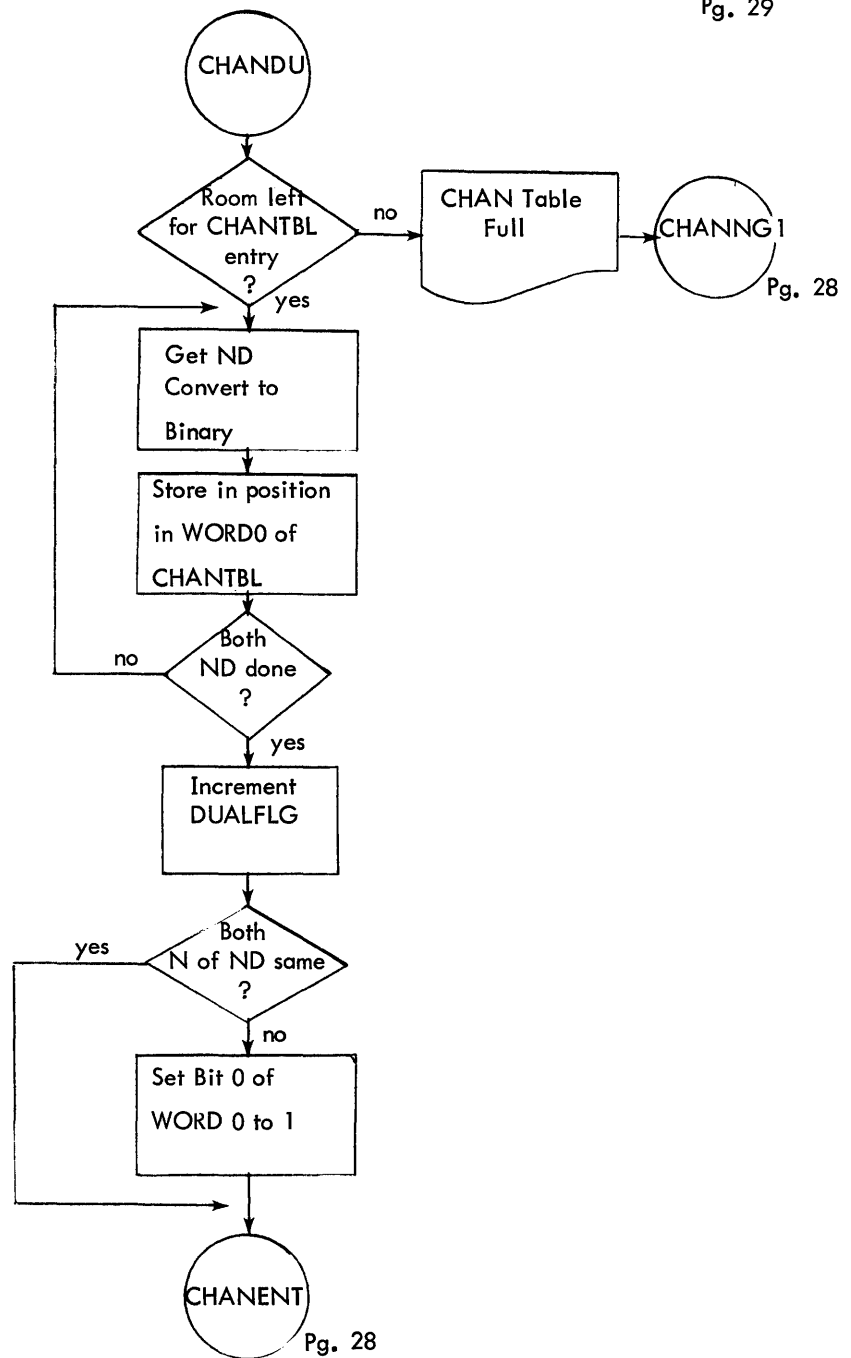 Pg. 29
CHANDU
Room left
for CHANTBL
entry
?
no
CHAN Table
Full
CHANNG1
Pg. 28
yes
Get ND
Convert to
Binary
Store in position
in WORD0 of
CHANTBL
Both
ND done
?
no
yes
Increment
DUALFLG
Both
N of ND same
?
yes
no
Set Bit 0 of
WORD 0 to 1
CHANENT
Pg. 28